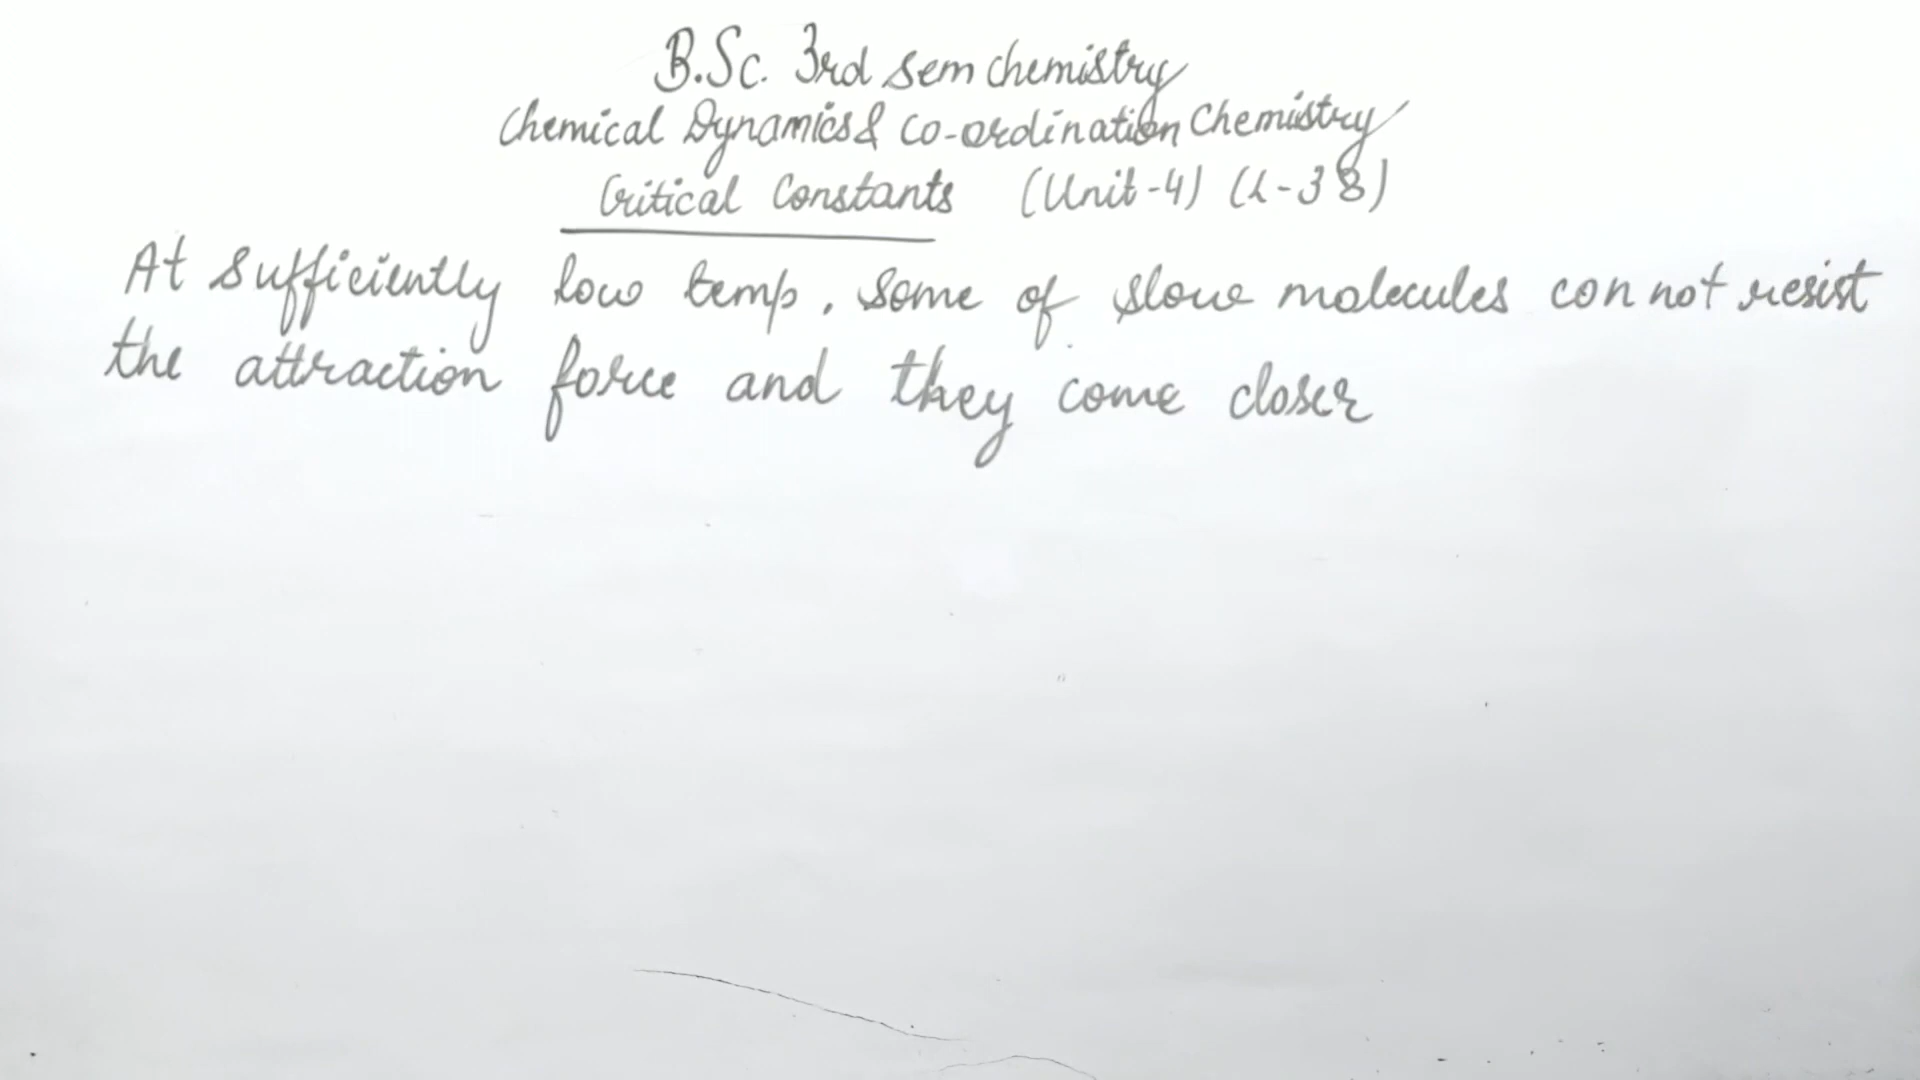 B.Sc. 3rd sem chemistry
Chemical Dynamics & Co-ordination Chemistry
Critical Constants (Unit-4) (L-38)
At sufficiently low temp, some of slow molecules con not resist
the attraction force and they come closer